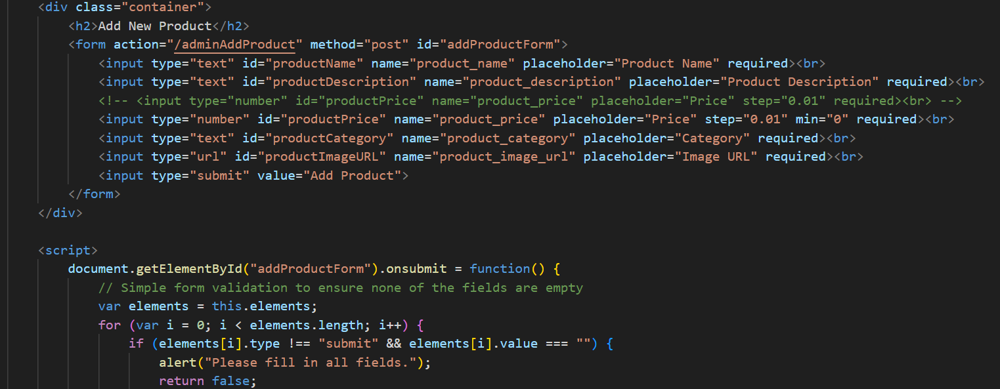 <div class="container">
<h2>Add New Product</h2>
<form action="/adminAddProduct" method="post" id="addProductForm">
<input type="text" id="productName" name="product_name" placeholder="Product Name" required><br>
<input type="text" id="productDescription" name="product_description" placeholder="Product Description" required><br>
<!-- <input type="number" id="productPrice" name="product_price" placeholder="Price" step="0.01" required><br> -->
<input type="number" id="productPrice" name="product_price" placeholder="Price" step="0.01" min="0" required><br>
<input type="text" id="productCategory" name="product_category" placeholder="Category" required><br>
<input type="url" id="productImageURL" name="product_image_url" placeholder="Image URL" required><br>
<input type="submit" value="Add Product">
</form>
</div>
<script>
document.getElementById("addProductForm").onsubmit = function() {
// Simple form validation to ensure none of the fields are empty
var elements = this.elements;
for (var i = 0; i < elements.length; i++) {
if (elements[i].type !== "submit" && elements[i].value === "") {
alert("Please fill in all fields.");
return false;